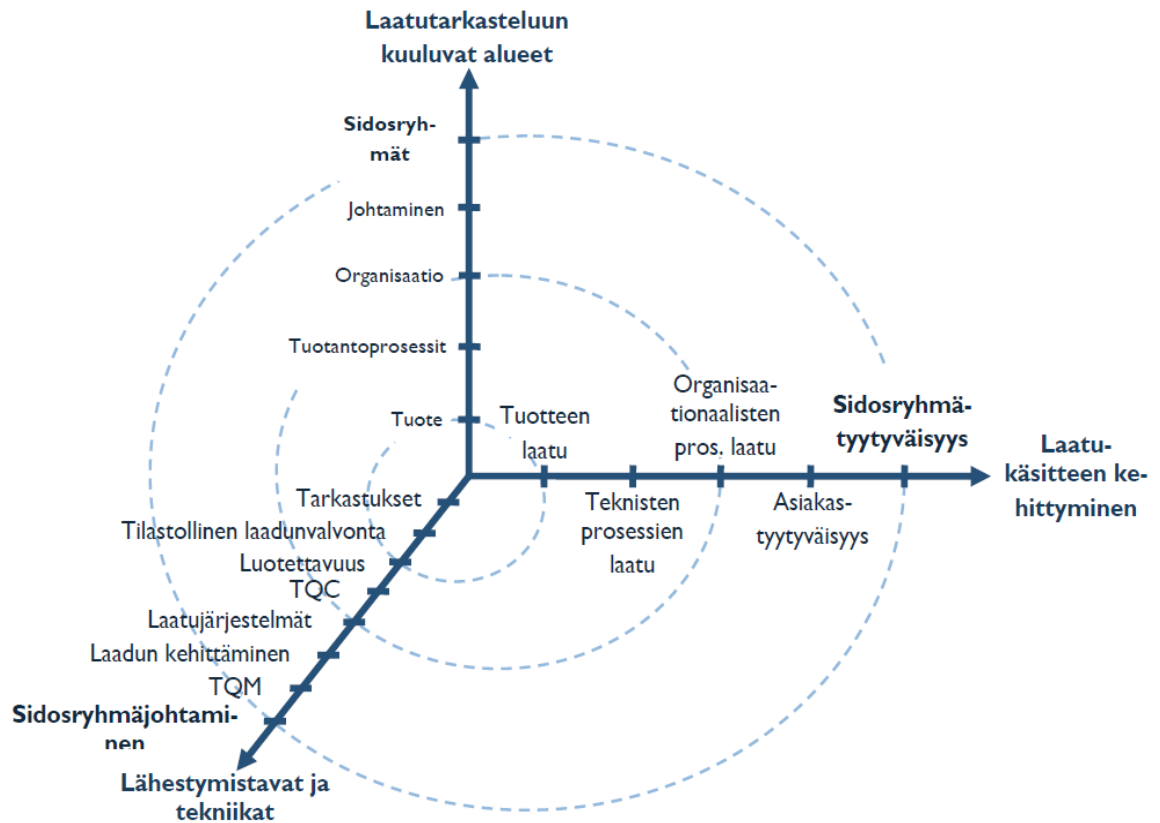 Laatutarkasteluun
kuuluvat alueet
Sidosryh-
mät
Johtaminen
Organisaatio
Tuotantoprosessit
Tuote
Tuotteen
laatu
Organisaa-
tionaalisten
pros. laatu
Sidosryhmä-
tyytyväisyys
Laatu-
käsitteen ke-
hittyminen
Teknisten
prosessien
laatu
Asiakas-
tyytyväisyys
Tarkastukset
Tilastollinen laadunvalvonta
Luotettavuus
TQC
Laatujärjestelmät
Laadun kehittäminen
TQM
Sidosryhmäjohtami-
nen
Lähestymistavat ja
tekniikat